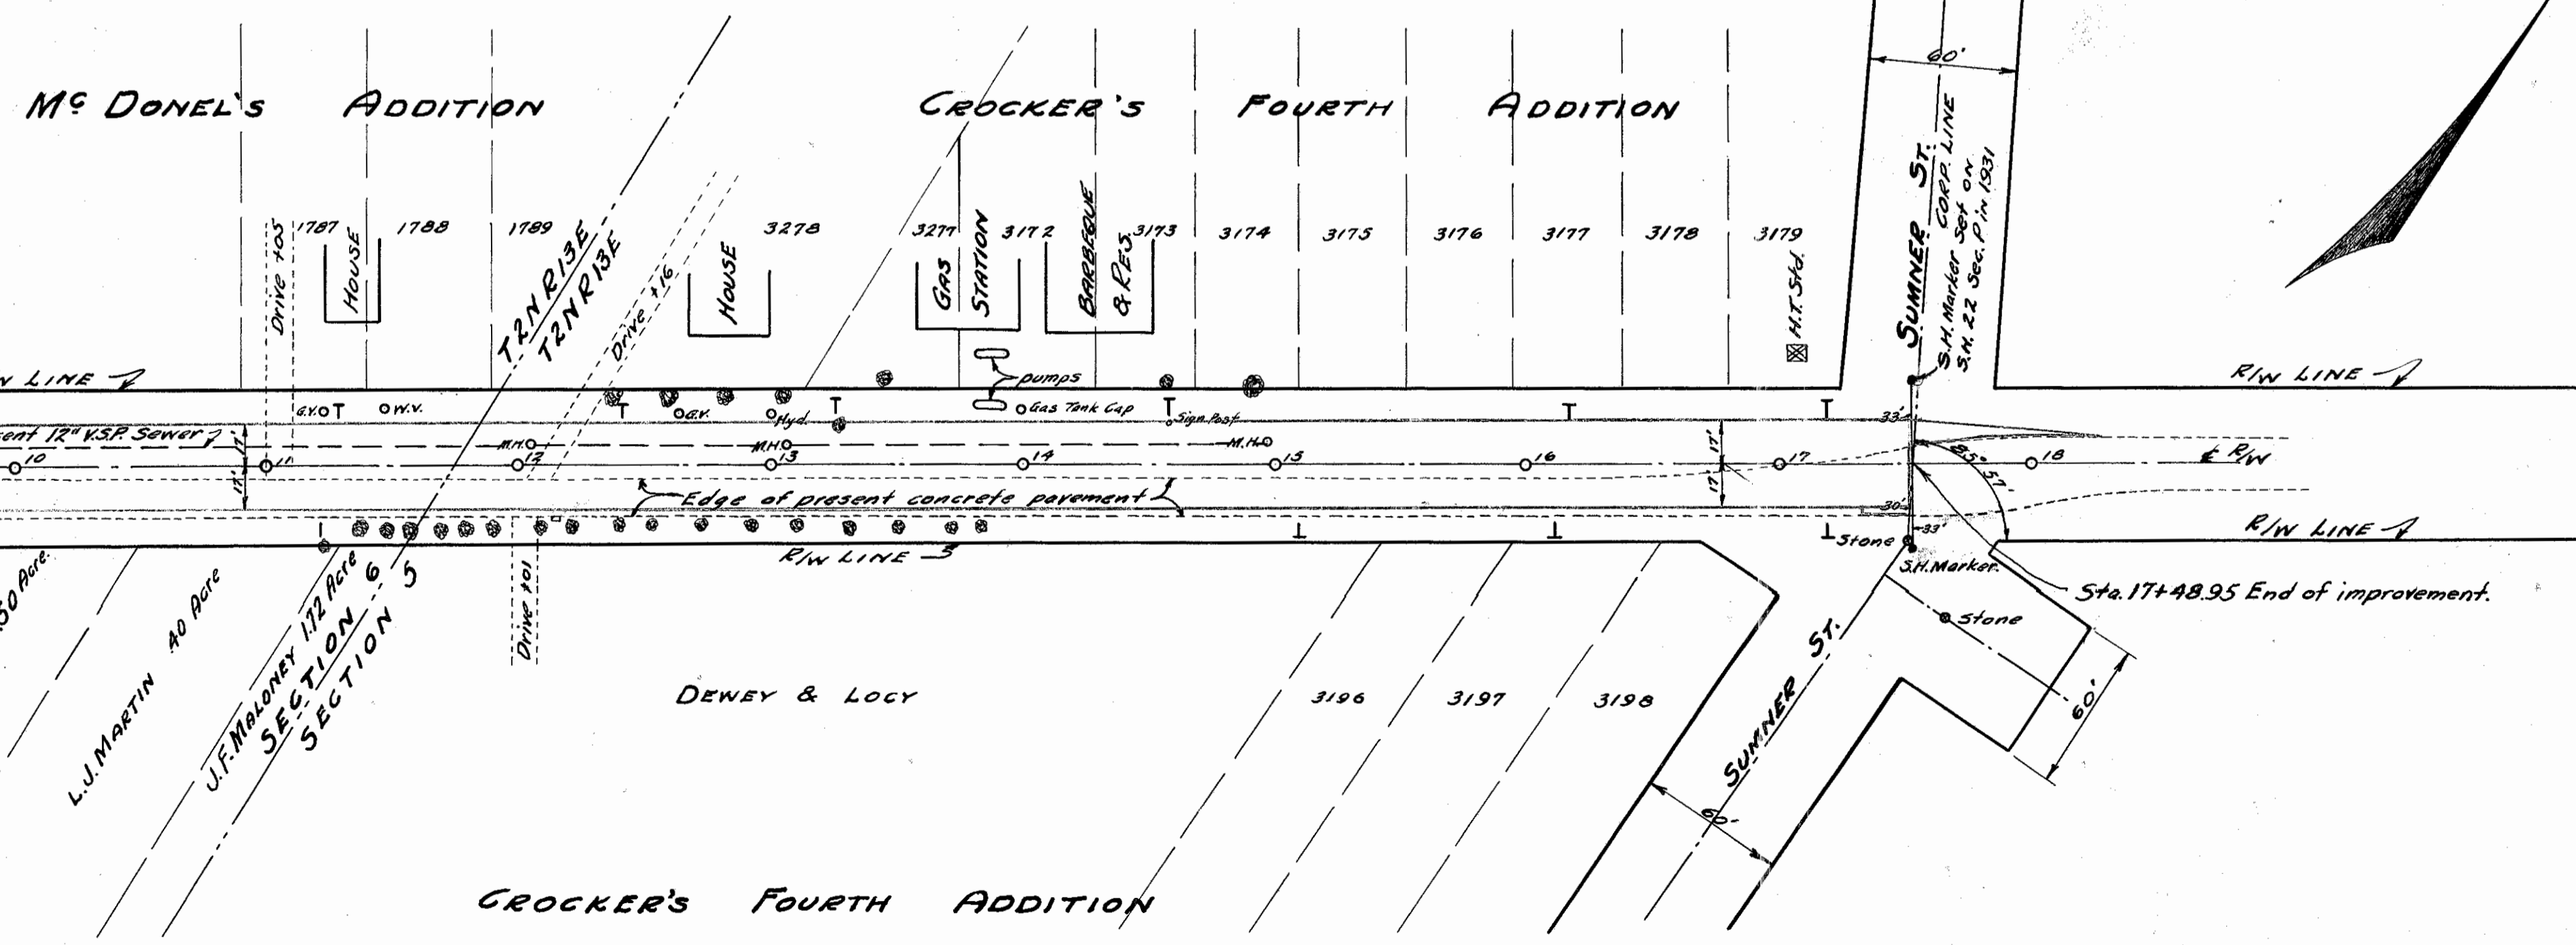 Mc DONEL'S ADDITION
CROCKER'S FOURTH ADDITION
60'
SUMNER ST.
CORP. LINE
S.H. Marker Set on
S.H. 22 Sec. P in 1931
Drive +05
1787
HOUSE
1788
1789
T2N R13E
T2N R13E
Drive +16
HOUSE
3278
3277
GAS
STATION
3172
BARBEQUE
& RES.
3173
3174
3175
3176
3177
3178
3179
H.T. Std.
W LINE
pumps
R/W LINE
G.V.
T
W.V.
T
G.V.
Hyd.
T
Gas Tank Cap
T
Sign Post
T
T
33'
ent 12" V.S.P. Sewer
17'
17'
M.H.
M.H.
M.H.
17'
17'
10
11
12
13
14
15
16
17
18
℄ R/W
57'
Edge of present concrete pavement
30'
33'
T
T
T
Stone
R/W LINE
R/W LINE
S.H. Marker.
Sta. 17+48.95 End of improvement.
Stone
50 Acre.
L.J. MARTIN .40 Acre
J.F. MALONEY 1.72 Acre
SECTION 6
SECTION 5
Drive +01
DEWEY & LOCY
3196
3197
3198
SUMNER ST.
60'
60'
CROCKER'S FOURTH ADDITION